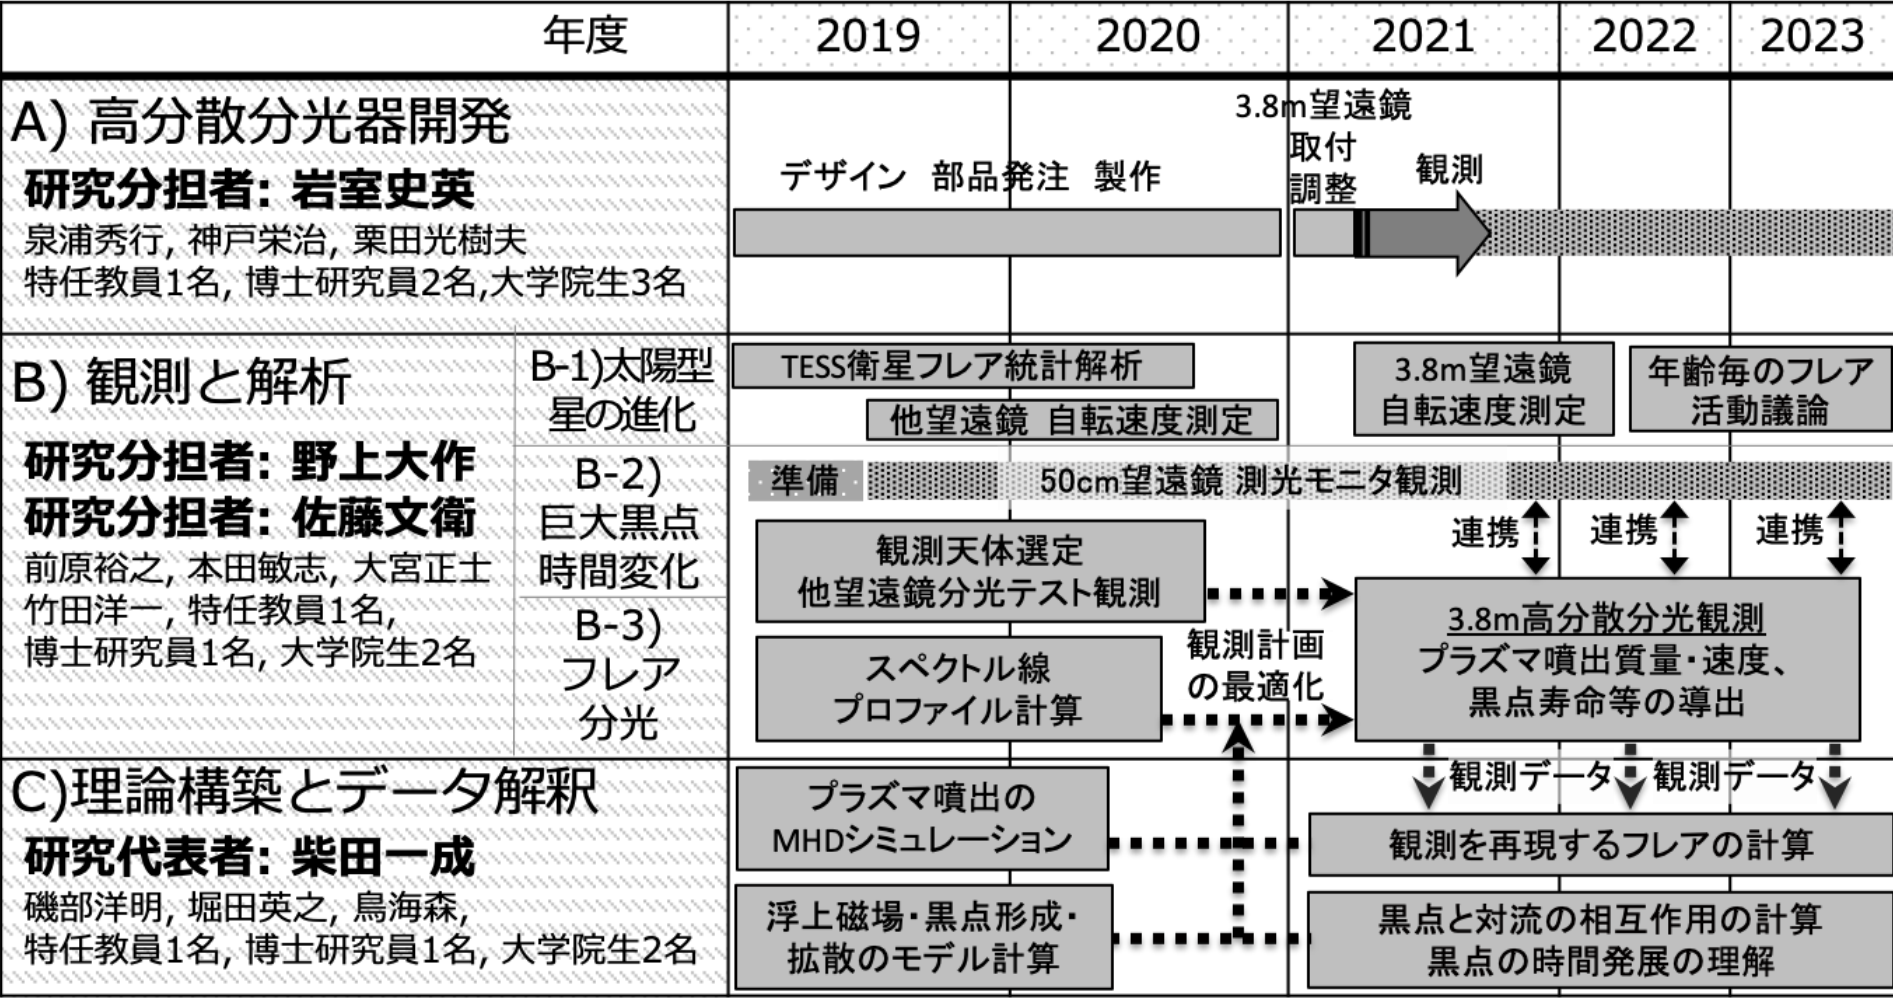 年度
2019
2020
2021
2022
2023
A) 高分散分光器開発
研究分担者: 岩室史英
泉浦秀行, 神戸栄治, 栗田光樹夫
特任教員1名, 博士研究員2名,大学院生3名
デザイン 部品発注 製作
3.8m望遠鏡
取付
調整
観測
B) 観測と解析
研究分担者: 野上大作
研究分担者: 佐藤文衛
前原裕之, 本田敏志, 大宮正士
竹田洋一, 特任教員1名,
博士研究員1名, 大学院生2名
B-1)太陽型
星の進化
TESS衛星フレア統計解析
他望遠鏡 自転速度測定
3.8m望遠鏡
自転速度測定
年齢毎のフレア
活動議論
B-2)
巨大黒点
時間変化
準備
50cm望遠鏡 測光モニタ観測
連携
連携
連携
観測天体選定
他望遠鏡分光テスト観測
B-3)
フレア
分光
スペクトル線
プロファイル計算
観測計画
の最適化
3.8m高分散分光観測
プラズマ噴出質量・速度、
黒点寿命等の導出
C)理論構築とデータ解釈
研究代表者: 柴田一成
磯部洋明, 堀田英之, 鳥海森,
特任教員1名, 博士研究員1名, 大学院生2名
プラズマ噴出の
MHDシミュレーション
浮上磁場・黒点形成・
拡散のモデル計算
観測データ
観測データ
観測を再現するフレアの計算
黒点と対流の相互作用の計算
黒点の時間発展の理解